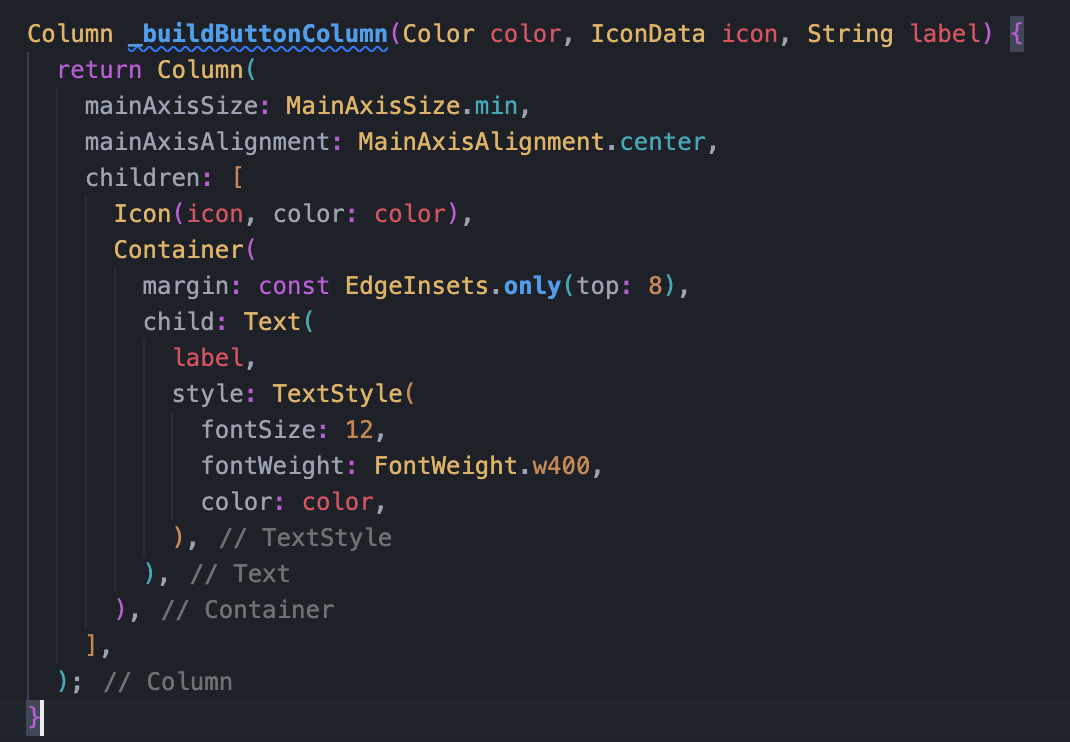 Column _buildButtonColumn(Color color, IconData icon, String label) {
  return Column(
    mainAxisSize: MainAxisSize.min,
    mainAxisAlignment: MainAxisAlignment.center,
    children: [
      Icon(icon, color: color),
      Container(
        margin: const EdgeInsets.only(top: 8),
        child: Text(
          label,
          style: TextStyle(
            fontSize: 12,
            fontWeight: FontWeight.w400,
            color: color,
          ), // TextStyle
        ), // Text
      ), // Container
    ],
  ); // Column
}